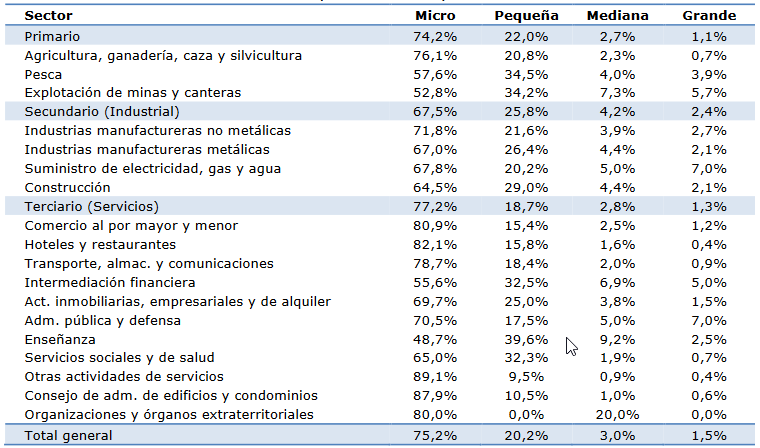 Sector Micro Pequeña Mediana Grande
Primario 74,2% 22,0% 2,7% 1,1%
Agricultura, ganadería, caza y silvicultura 76,1% 20,8% 2,3% 0,7%
Pesca 57,6% 34,5% 4,0% 3,9%
Explotación de minas y canteras 52,8% 34,2% 7,3% 5,7%
Secundario (Industrial) 67,5% 25,8% 4,2% 2,4%
Industrias manufactureras no metálicas 71,8% 21,6% 3,9% 2,7%
Industrias manufactureras metálicas 67,0% 26,4% 4,4% 2,1%
Suministro de electricidad, gas y agua 67,8% 20,2% 5,0% 7,0%
Construcción 64,5% 29,0% 4,4% 2,1%
Terciario (Servicios) 77,2% 18,7% 2,8% 1,3%
Comercio al por mayor y menor 80,9% 15,4% 2,5% 1,2%
Hoteles y restaurantes 82,1% 15,8% 1,6% 0,4%
Transporte, almac. y comunicaciones 78,7% 18,4% 2,0% 0,9%
Intermediación financiera 55,6% 32,5% 6,9% 5,0%
Act. inmobiliarias, empresariales y de alquiler 69,7% 25,0% 3,8% 1,5%
Adm. pública y defensa 70,5% 17,5% 5,0% 7,0%
Enseñanza 48,7% 39,6% 9,2% 2,5%
Servicios sociales y de salud 65,0% 32,3% 1,9% 0,7%
Otras actividades de servicios 89,1% 9,5% 0,9% 0,4%
Consejo de adm. de edificios y condominios 87,9% 10,5% 1,0% 0,6%
Organizaciones y órganos extraterritoriales 80,0% 0,0% 20,0% 0,0%
Total general 75,2% 20,2% 3,0% 1,5%